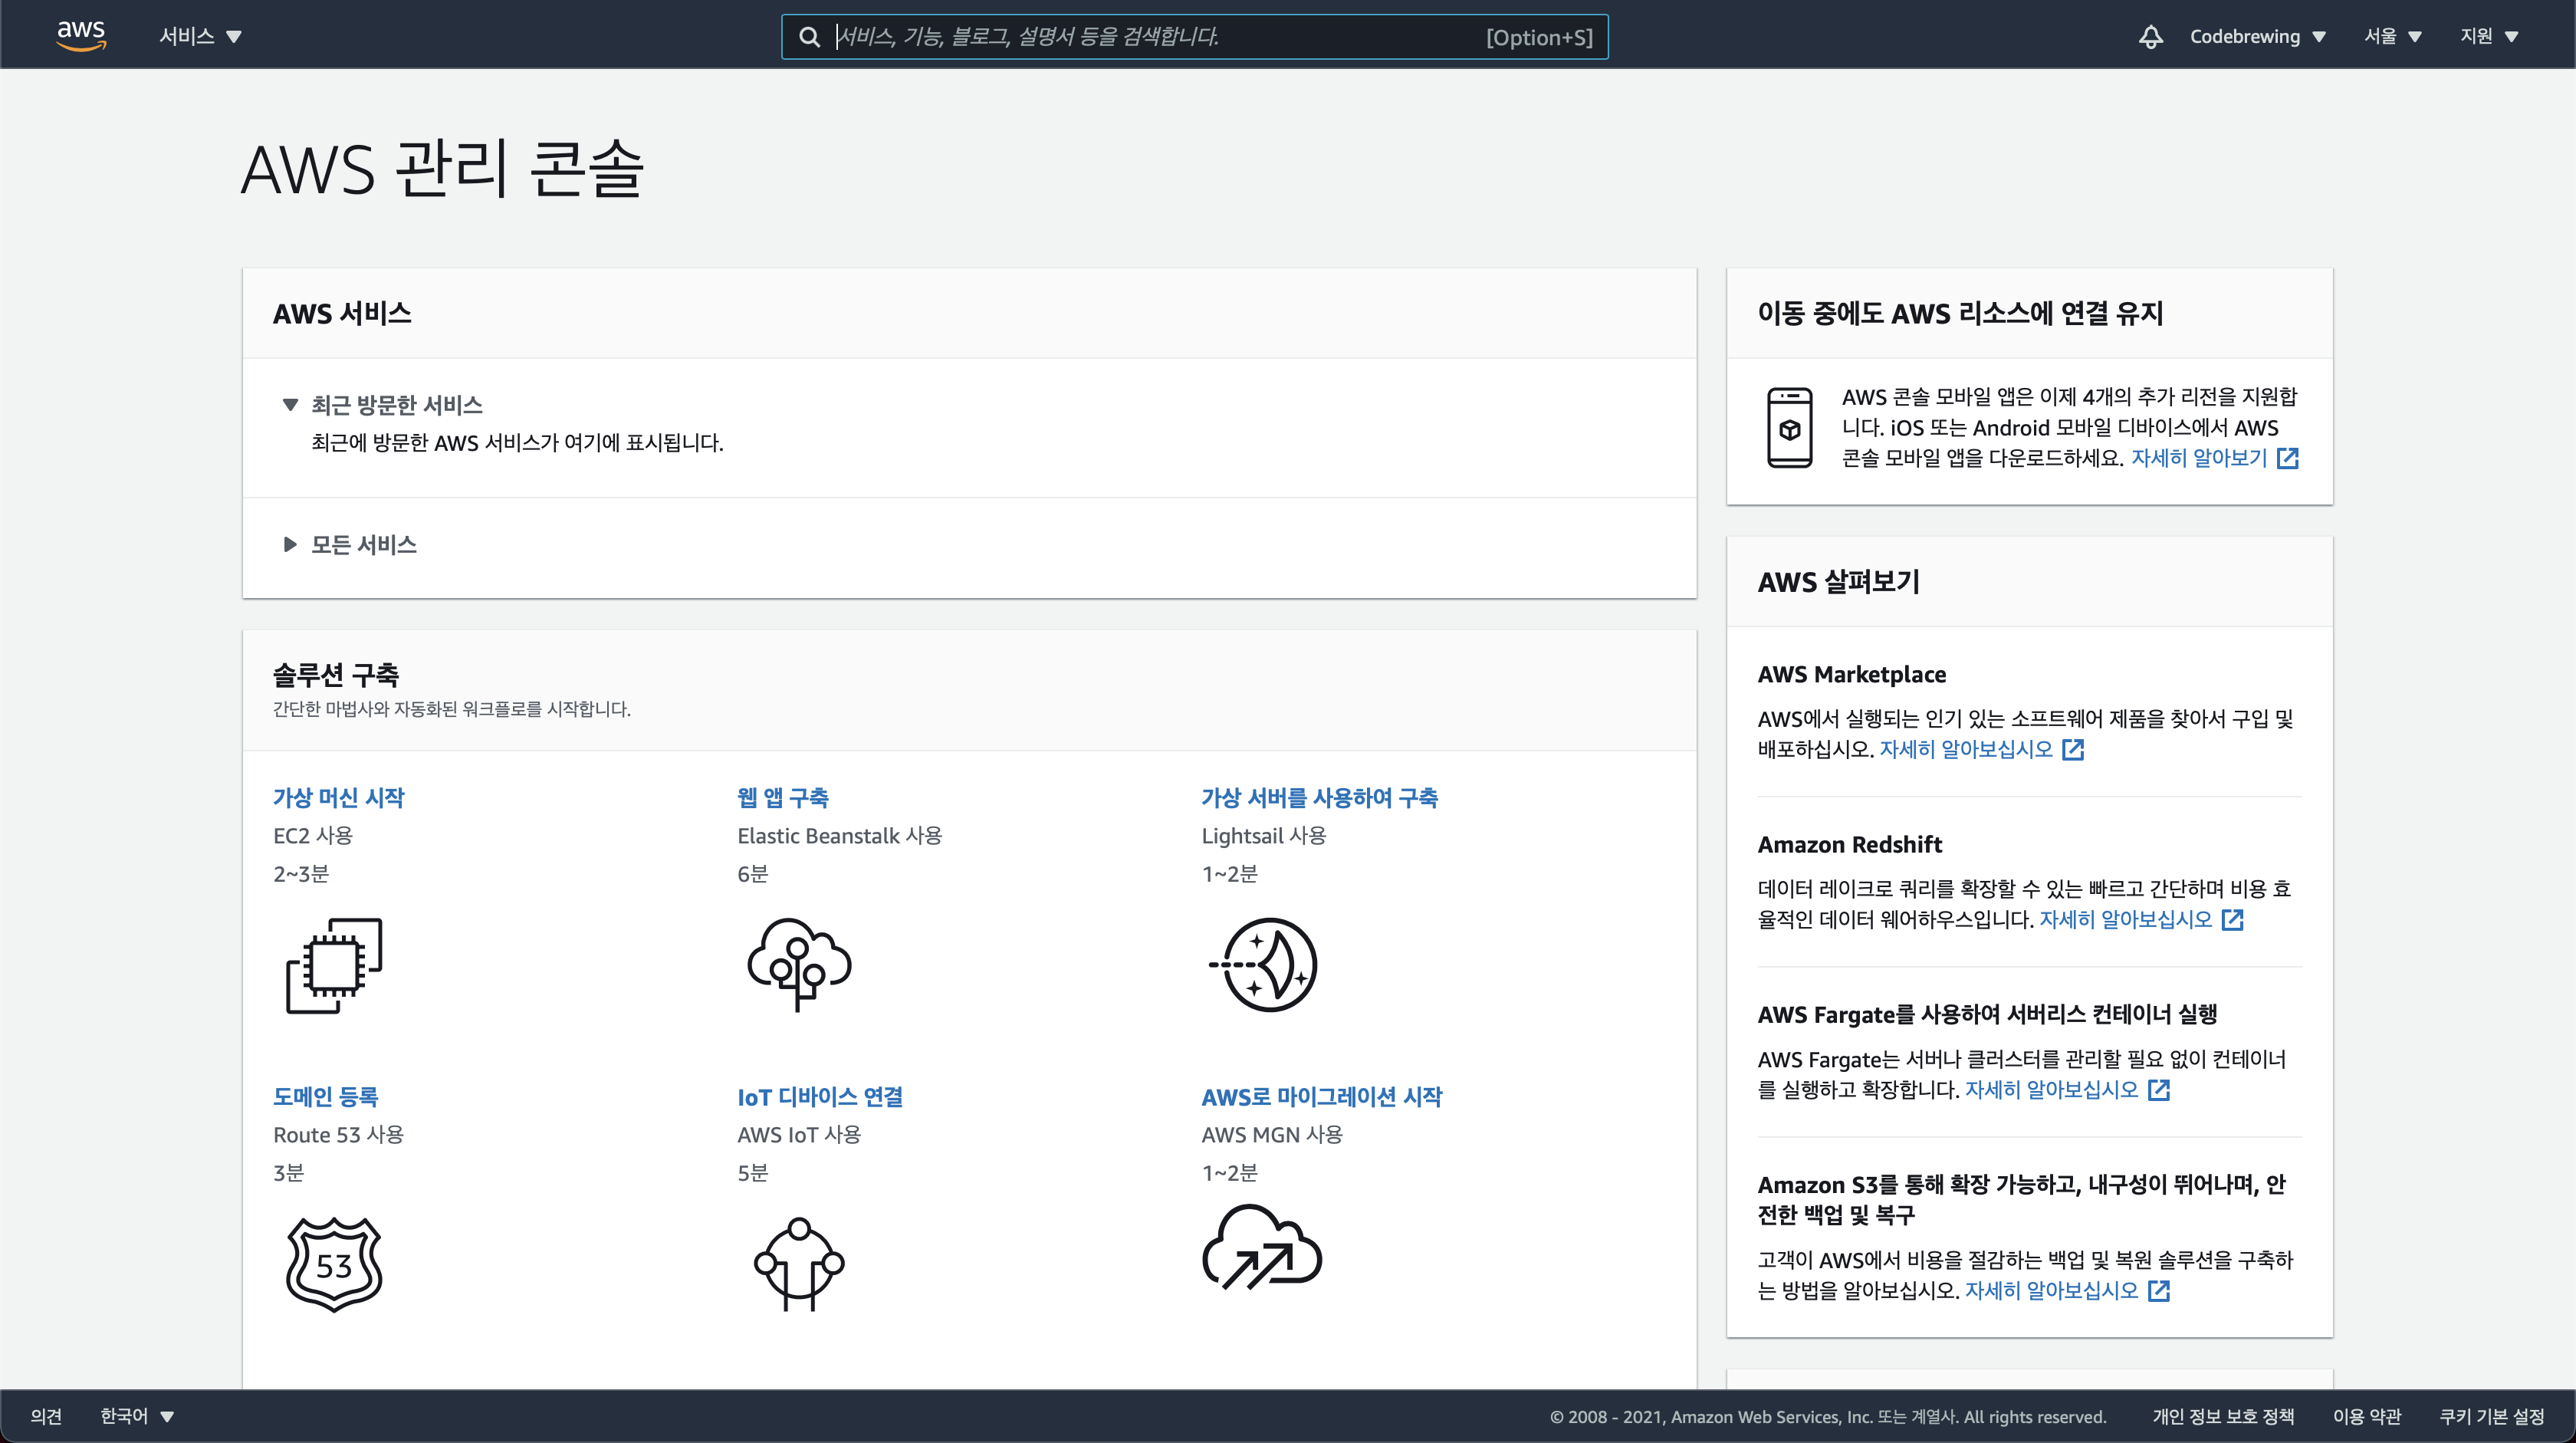 aws
서비스
서비스, 기능, 블로그, 설명서 등을 검색합니다.
[Option+S]
Codebrewing
서울
지원
AWS 관리 콘솔
AWS 서비스
최근 방문한 서비스
최근에 방문한 AWS 서비스가 여기에 표시됩니다.
모든 서비스
솔루션 구축
간단한 마법사와 자동화된 워크플로를 시작합니다.
가상 머신 시작
EC2 사용
2~3분
웹 앱 구축
Elastic Beanstalk 사용
6분
가상 서버를 사용하여 구축
Lightsail 사용
1~2분
도메인 등록
Route 53 사용
3분
53
IoT 디바이스 연결
AWS IoT 사용
5분
AWS로 마이그레이션 시작
AWS MGN 사용
1~2분
이동 중에도 AWS 리소스에 연결 유지
AWS 콘솔 모바일 앱은 이제 4개의 추가 리전을 지원합
니다. iOS 또는 Android 모바일 디바이스에서 AWS
콘솔 모바일 앱을 다운로드하세요. 자세히 알아보기
AWS 살펴보기
AWS Marketplace
AWS에서 실행되는 인기 있는 소프트웨어 제품을 찾아서 구입 및
배포하십시오. 자세히 알아보십시오
Amazon Redshift
데이터 레이크로 쿼리를 확장할 수 있는 빠르고 간단하며 비용 효
율적인 데이터 웨어하우스입니다. 자세히 알아보십시오
AWS Fargate를 사용하여 서버리스 컨테이너 실행
AWS Fargate는 서버나 클러스터를 관리할 필요 없이 컨테이너
를 실행하고 확장합니다. 자세히 알아보십시오
Amazon S3를 통해 확장 가능하고, 내구성이 뛰어나며, 안
전한 백업 및 복구
고객이 AWS에서 비용을 절감하는 백업 및 복원 솔루션을 구축하
는 방법을 알아보십시오. 자세히 알아보십시오
의견
한국어
© 2008 - 2021, Amazon Web Services, Inc. 또는 계열사. All rights reserved.
개인 정보 보호 정책
이용 약관
쿠키 기본 설정